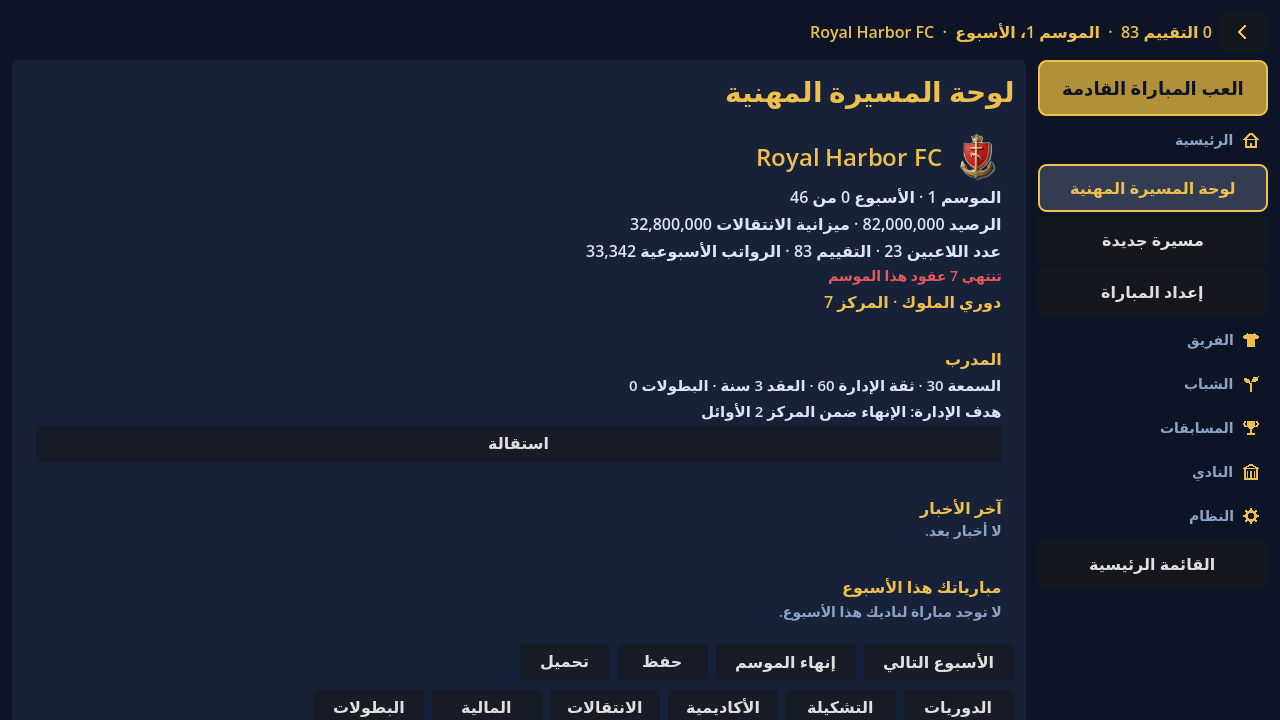 Royal Harbor FC · الموسم 1، الأسبوع · 0 التقييم 83
العب المباراة القادمة
الرئيسية
لوحة المسيرة المهنية
مسيرة جديدة
إعداد المباراة
الفريق
الشباب
المسابقات
النادي
النظام
القائمة الرئيسية
لوحة المسيرة المهنية
Royal Harbor FC
الموسم 1 · الأسبوع 0 من 46
الرصيد 82,000,000 · ميزانية الانتقالات 32,800,000
عدد اللاعبين 23 · التقييم 83 · الرواتب الأسبوعية 33,342
تنتهي 7 عقود هذا الموسم
دوري الملوك · المركز 7
المدرب
السمعة 30 · ثقة الإدارة 60 · العقد 3 سنة · البطولات 0
هدف الإدارة: الإنهاء ضمن المركز 2 الأوائل
استقالة
آخر الأخبار
لا أخبار بعد.
مبارياتك هذا الأسبوع
لا توجد مباراة لناديك هذا الأسبوع.
الأسبوع التالي
إنهاء الموسم
حفظ
تحميل
الدوريات
التشكيلة
الأكاديمية
الانتقالات
المالية
البطولات